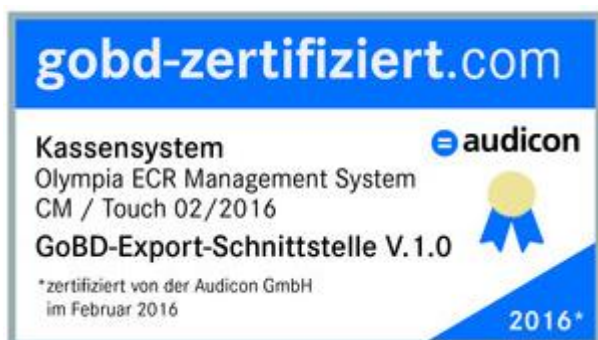 gobd-zertifiziert.com
audicon
Kassensystem
Olympia ECR Management System
CM / Touch 02/2016
GoBD-Export-Schnittstelle V.1.0
*zertifiziert von der Audicon GmbH
im Februar 2016
2016*